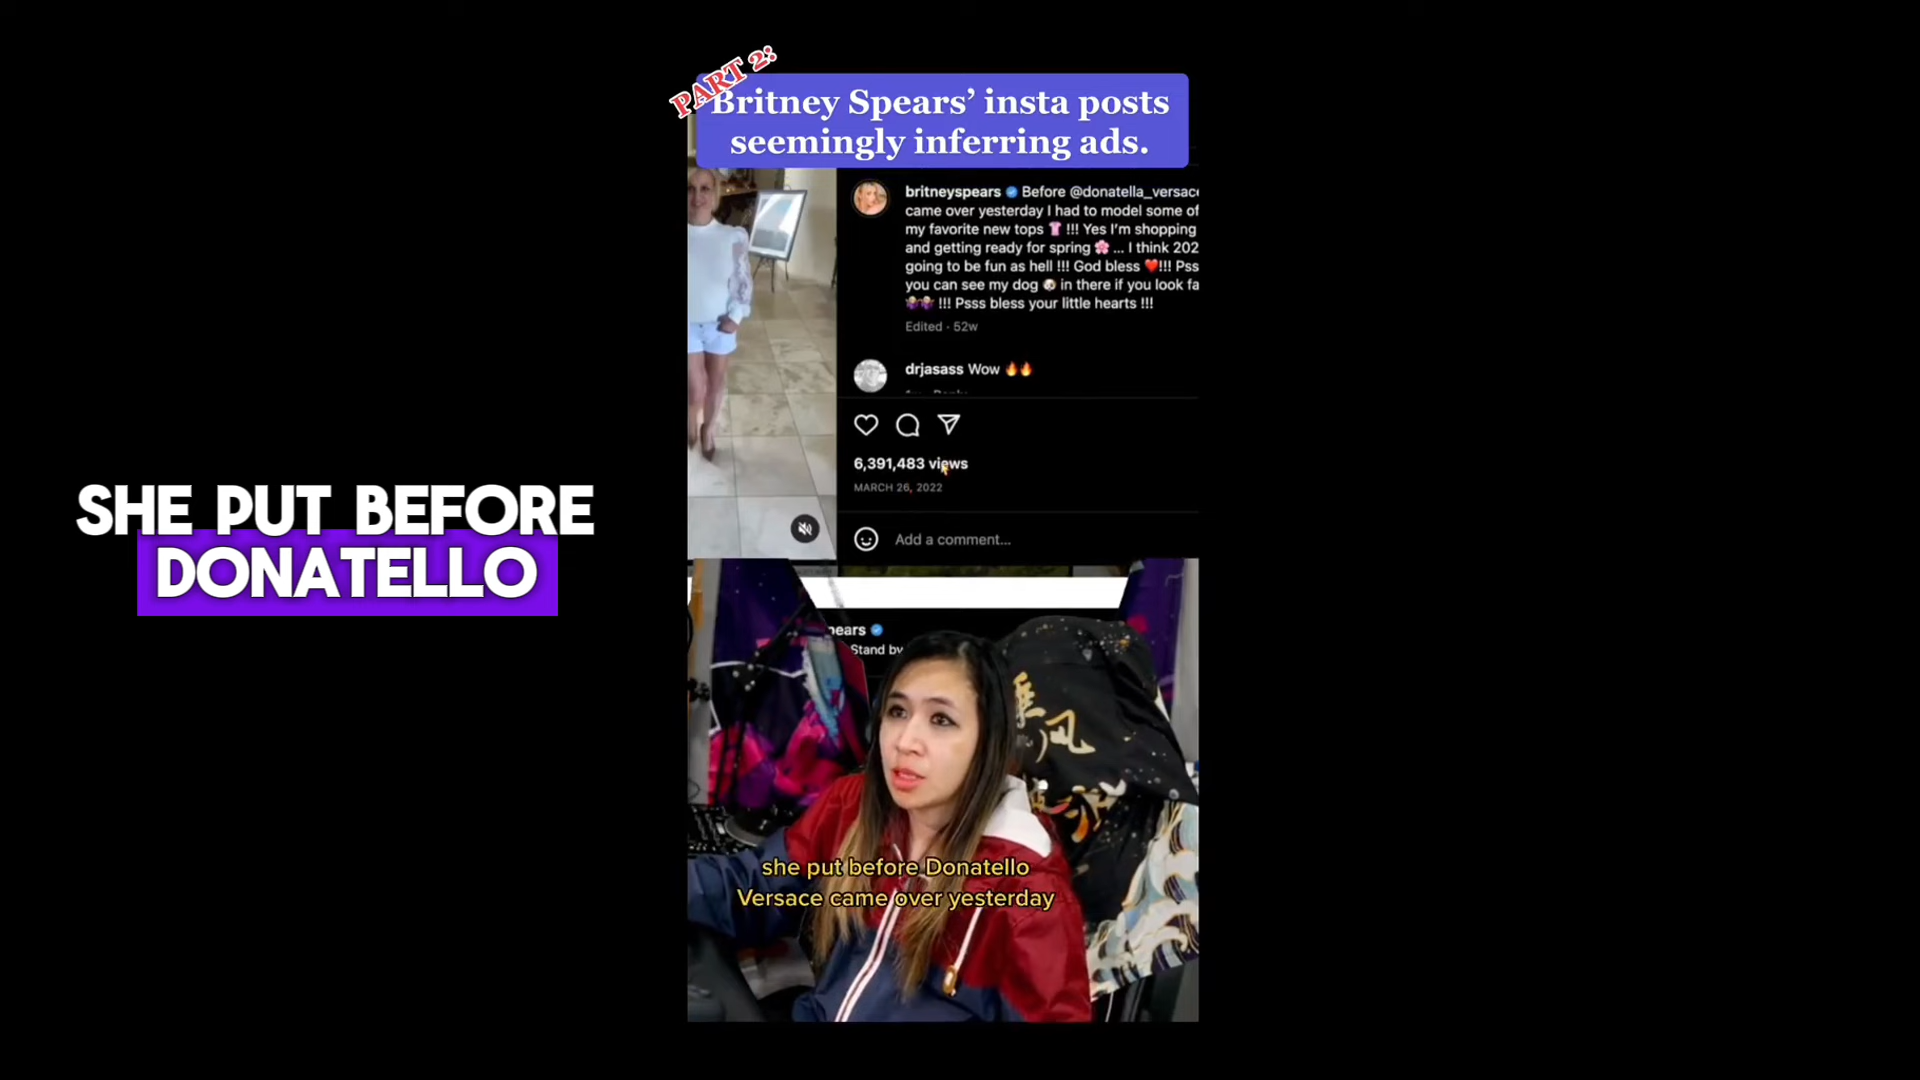 PART 2:
Britney Spears’ insta posts
seemingly inferring ads.
britneyspears Before @donatella_versace
came over yesterday I had to model some of
my favorite new tops 👚 !!! Yes I’m shopping
and getting ready for spring 🌸 ... I think 202
going to be fun as hell !!! God bless ❤️!!! Pss
you can see my dog 🐶 in there if you look fa
🤷🏼‍♀️🤷🏼‍♀️ !!! Psss bless your little hearts !!!
Edited · 52w
drjasass Wow 🔥🔥
6,391,483 views
MARCH 26, 2022
Add a comment...
SHE PUT BEFORE
DONATELLO
pears
Stand by
she put before Donatello
Versace came over yesterday